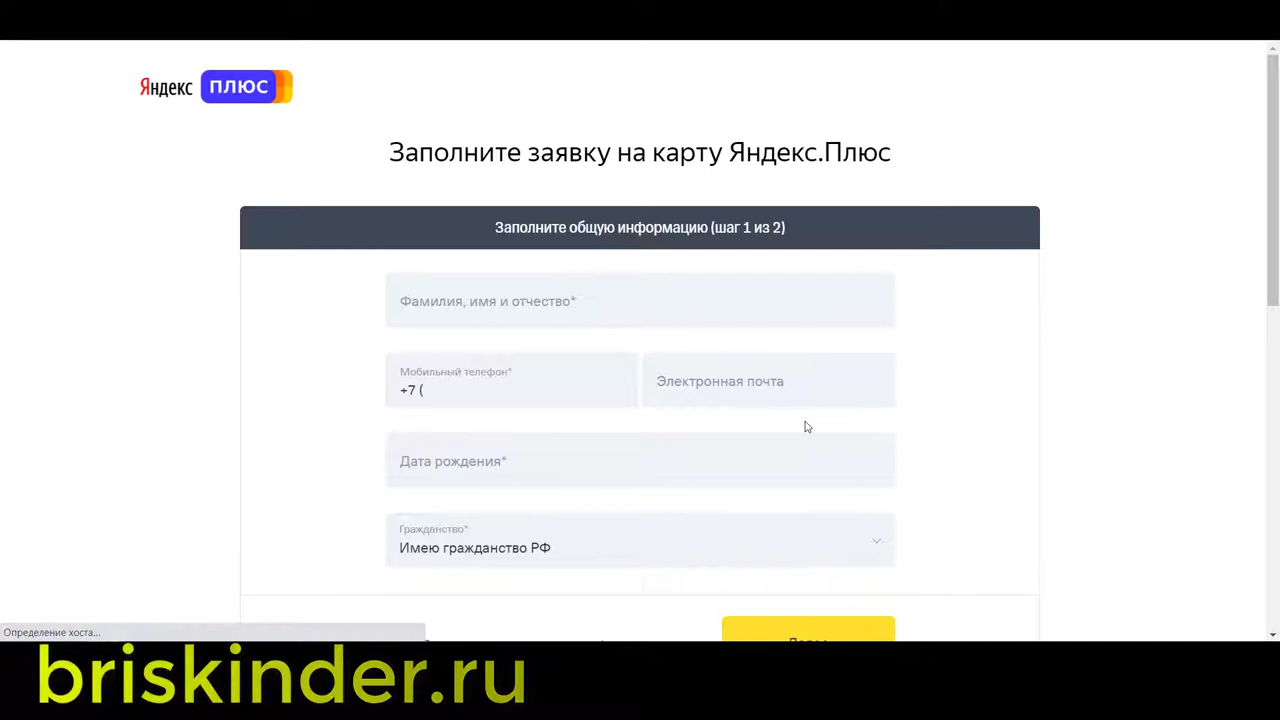 Яндекс ПЛЮС
Заполните заявку на карту Яндекс.Плюс
Заполните общую информацию (шаг 1 из 2)
Фамилия, имя и отчество*
Мобильный телефон*
+7 (
Электронная почта
Дата рождения*
Гражданство*
Имею гражданство РФ
Определение хоста...
briskinder.ru